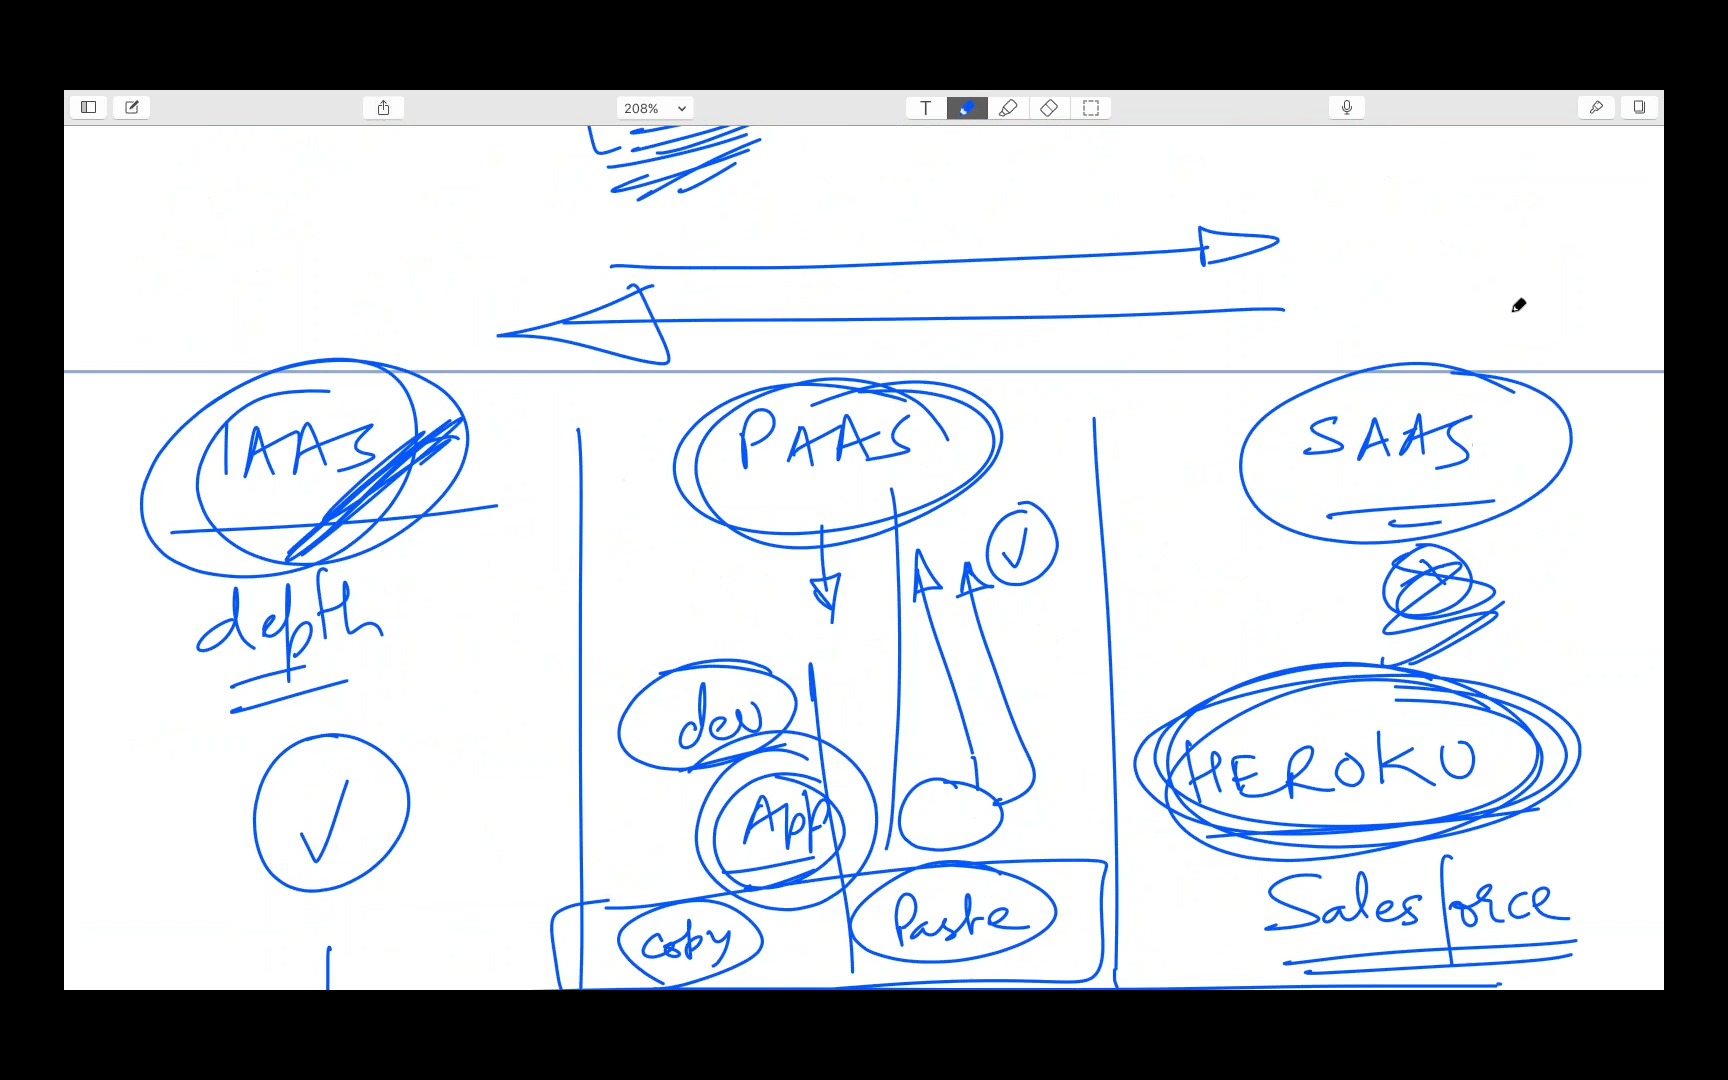 208%
T
IAAS
PAAS
SAAS
depth
dev
App
HEROKU
Salesforce
copy
Paste